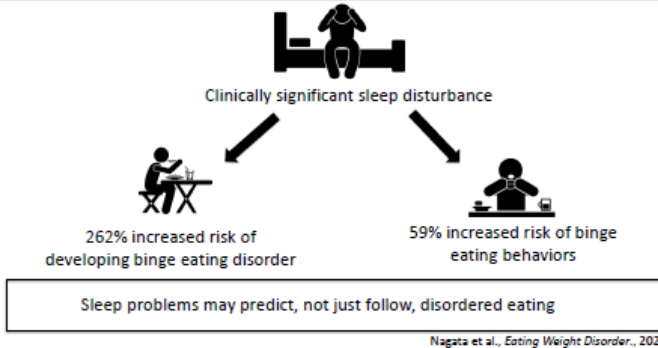 Clinically significant sleep disturbance
262% increased risk of
developing binge eating disorder
59% increased risk of binge
eating behaviors
Sleep problems may predict, not just follow, disordered eating
Nagata et al., Eating Weight Disorder.,